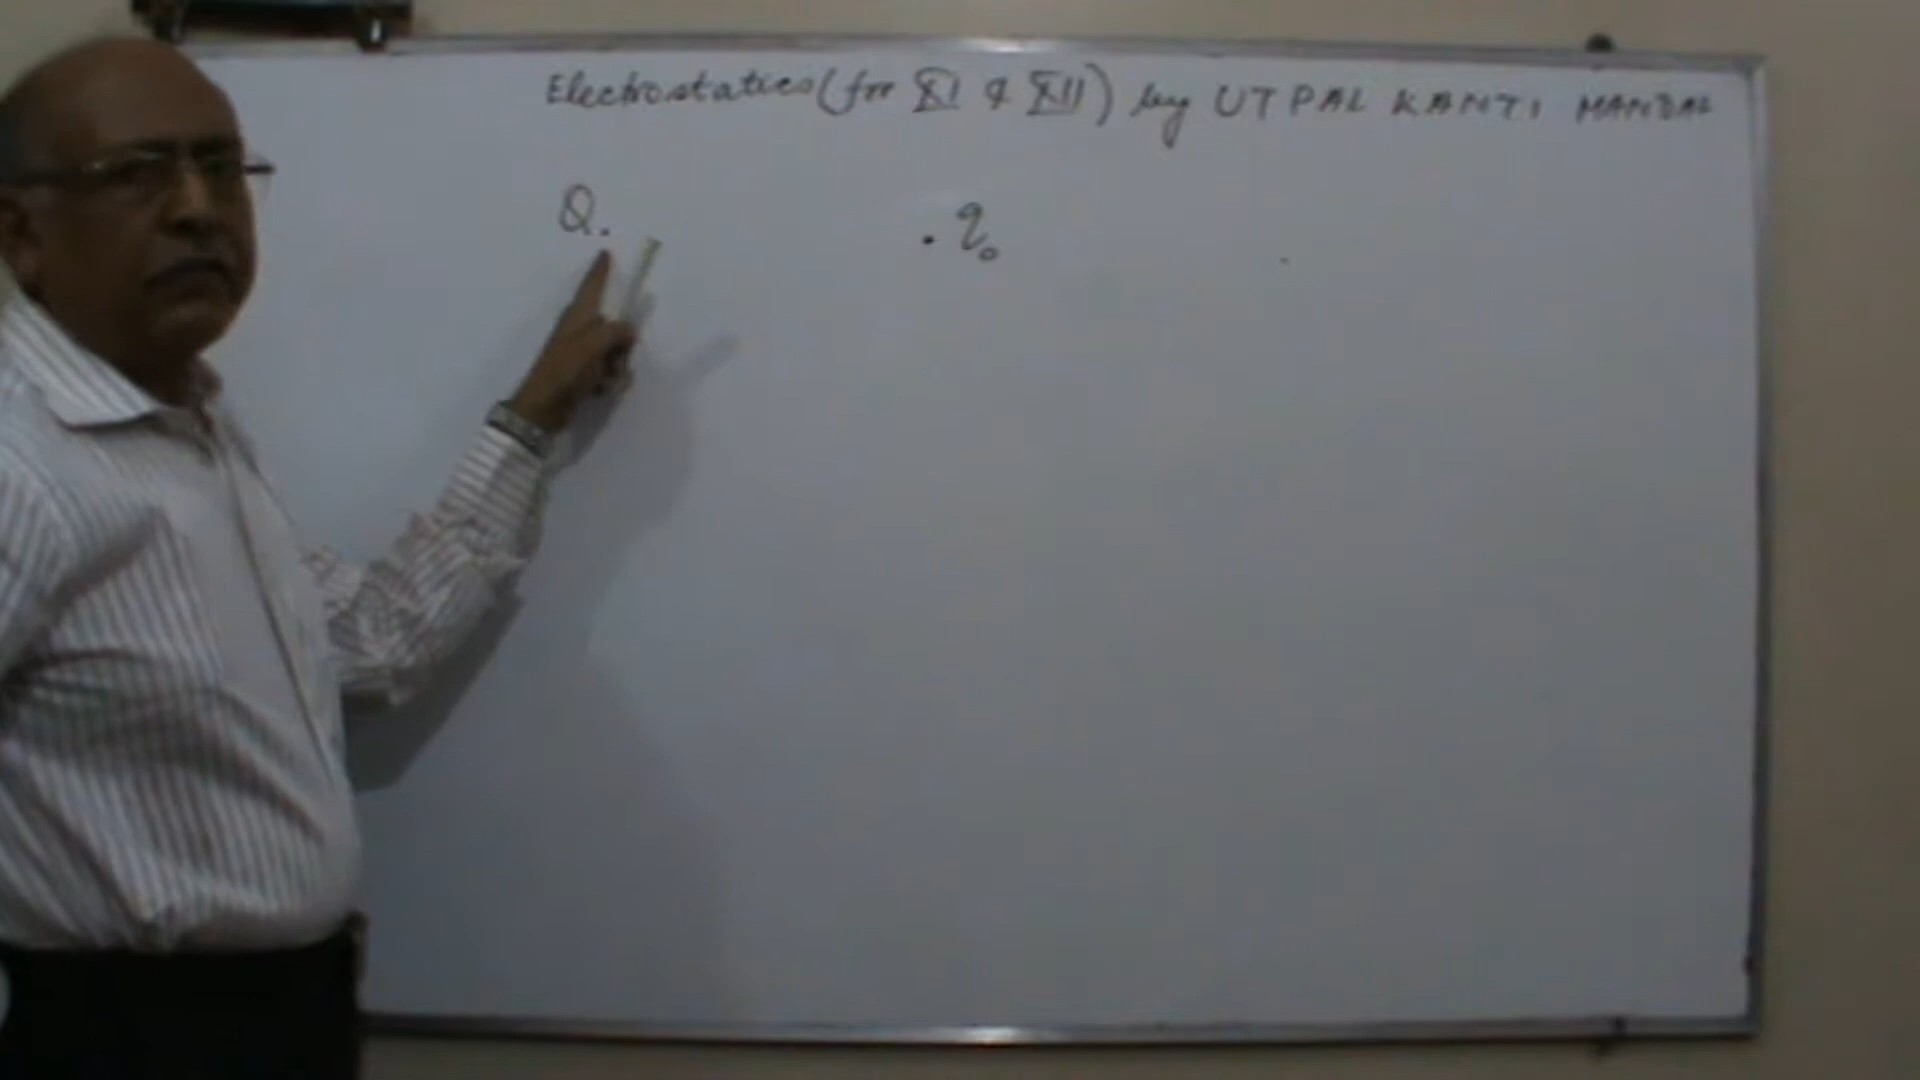 Electrostatics (for XI & XII) by UTPAL KANTI MANDAL
Q. . q₀